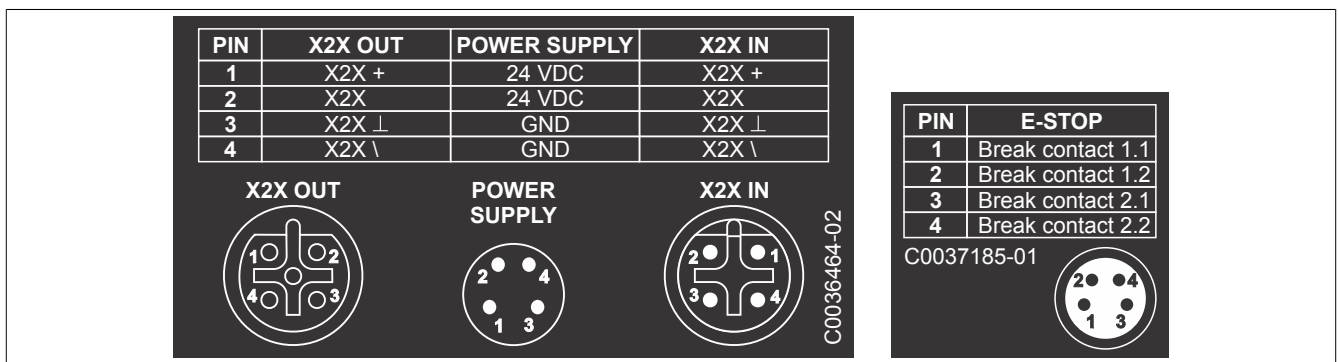 PIN X2X OUT POWER SUPPLY X2X IN
1 X2X + 24 VDC X2X +
2 X2X 24 VDC X2X
3 X2X ⊥ GND X2X ⊥
4 X2X \ GND X2X \
X2X OUT POWER SUPPLY X2X IN
1 2
4 3
2 4
1 3
2 1
3 4
C0036464-02
PIN E-STOP
1 Break contact 1.1
2 Break contact 1.2
3 Break contact 2.1
4 Break contact 2.2
C0037185-01
2 4
1 3